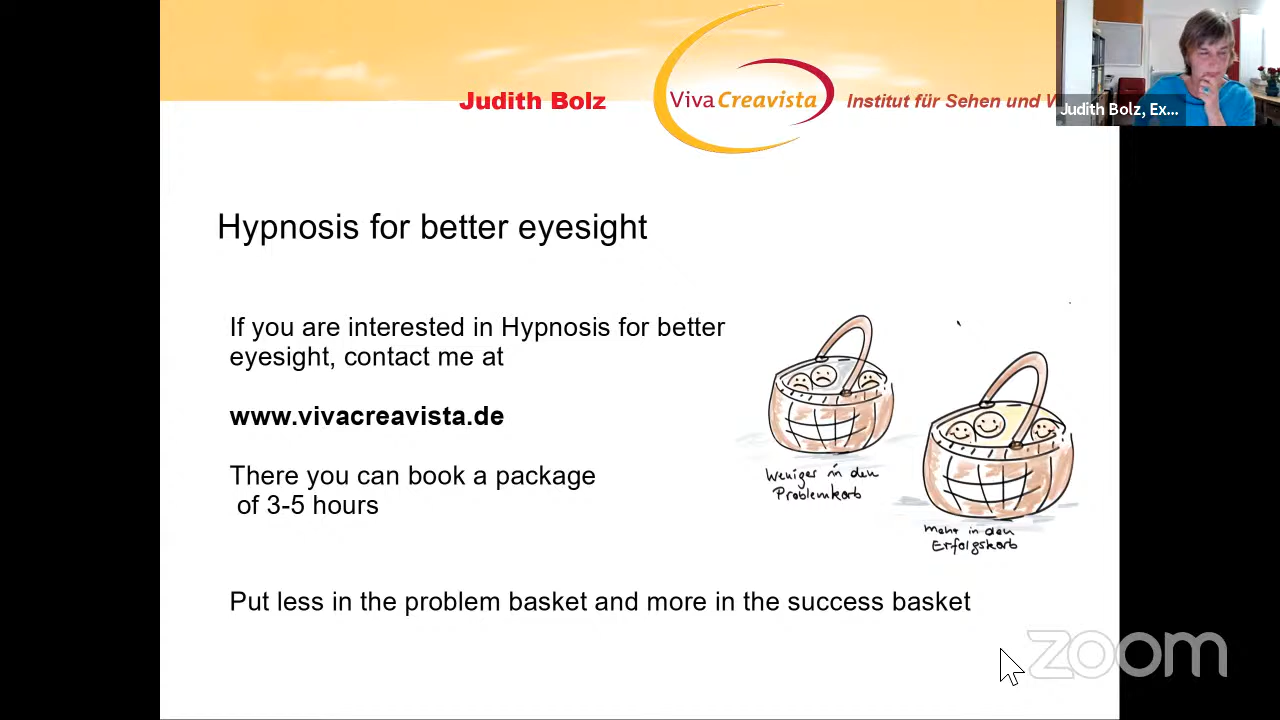 Judith Bolz
VivaCreavista
Institut für Sehen und
Judith Bolz, Ex...
Hypnosis for better eyesight
If you are interested in Hypnosis for better
eyesight, contact me at
www.vivacreavista.de
There you can book a package
of 3-5 hours
Weniger in den
Problemkorb
mehr in den
Erfolgskorb
Put less in the problem basket and more in the success basket
zoom